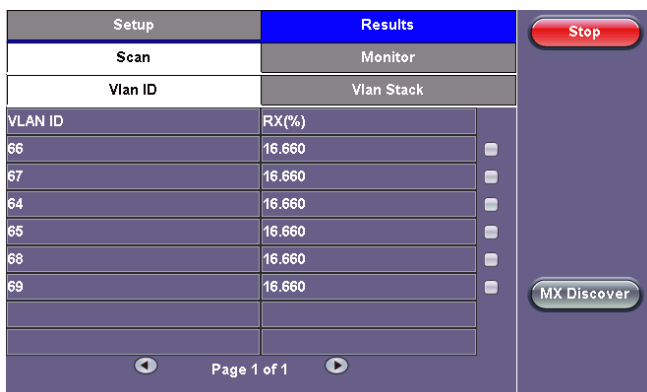 Setup Results Stop
Scan Monitor
Vlan ID Vlan Stack
VLAN ID RX(%)
66 16.660
67 16.660
64 16.660
65 16.660
68 16.660
69 16.660
MX Discover
Page 1 of 1